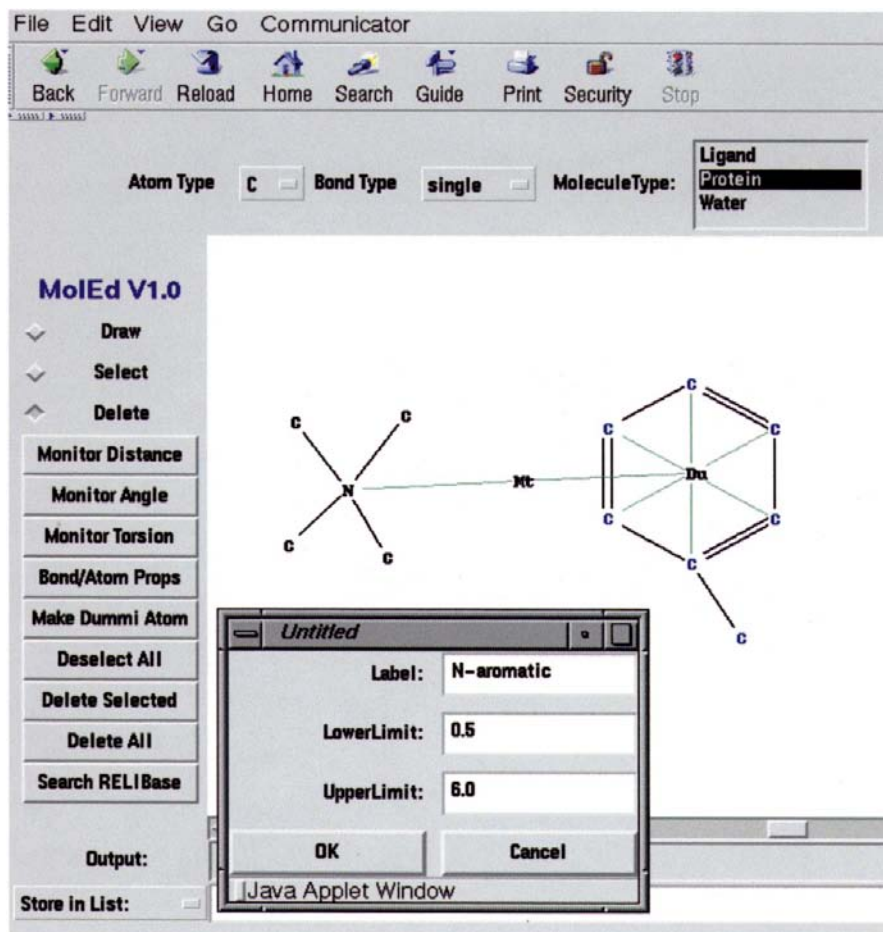 File Edit View Go Communicator
Back Forward Reload Home Search Guide Print Security Stop
Ligand
Atom Type C Bond Type single MoleculeType: Protein
Water
MolEd V1.0
Draw
Select
Delete
Monitor Distance
Monitor Angle
Monitor Torsion
Bond/Atom Props
Make Dummi Atom
Deselect All
Delete Selected
Delete All
Search RELIBase
Output:
Store in List:
C
C C
C C
C C
N Mt Du
C C
C C
C
C
Untitled
Label: N-aromatic
LowerLimit: 0.5
UpperLimit: 6.0
OK Cancel
Java Applet Window